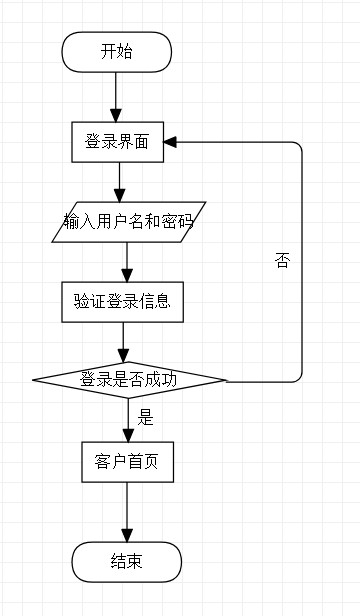 开始
登录界面
输入用户名和密码
否
验证登录信息
登录是否成功
是
客户首页
结束